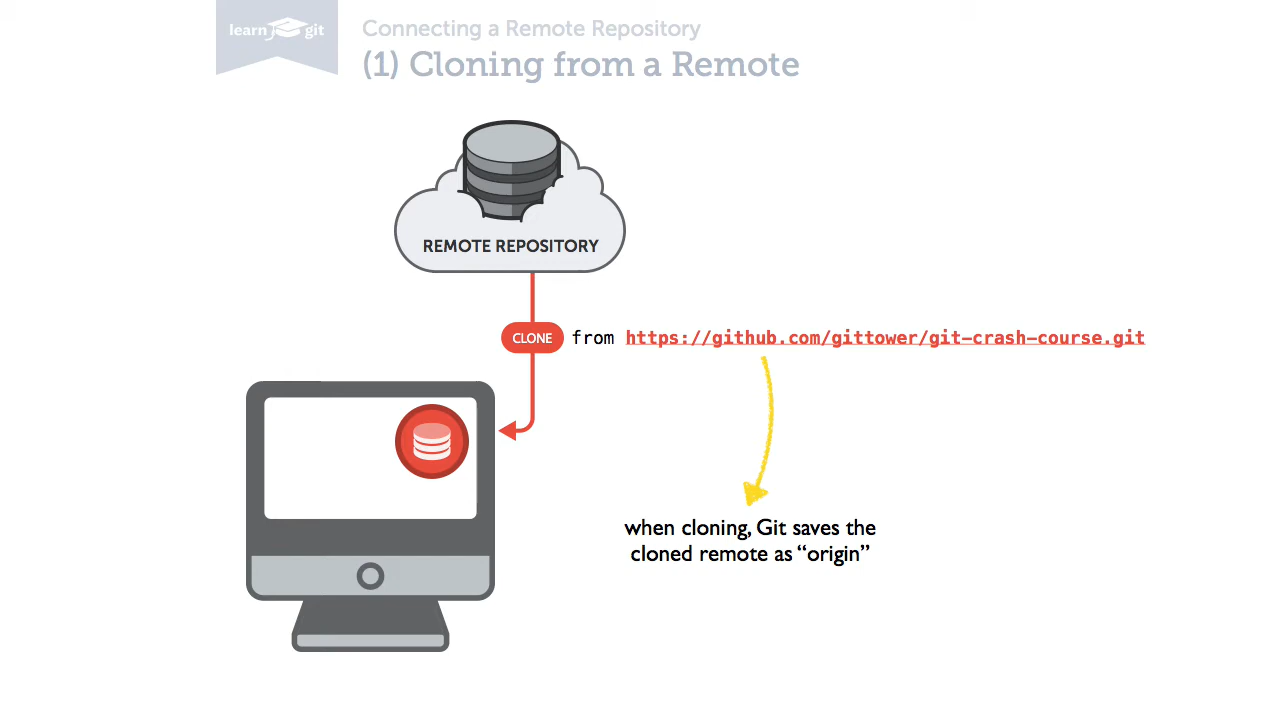 learn git
Connecting a Remote Repository
(1) Cloning from a Remote
REMOTE REPOSITORY
CLONE from https://github.com/gittower/git-crash-course.git
when cloning, Git saves the
cloned remote as “origin”